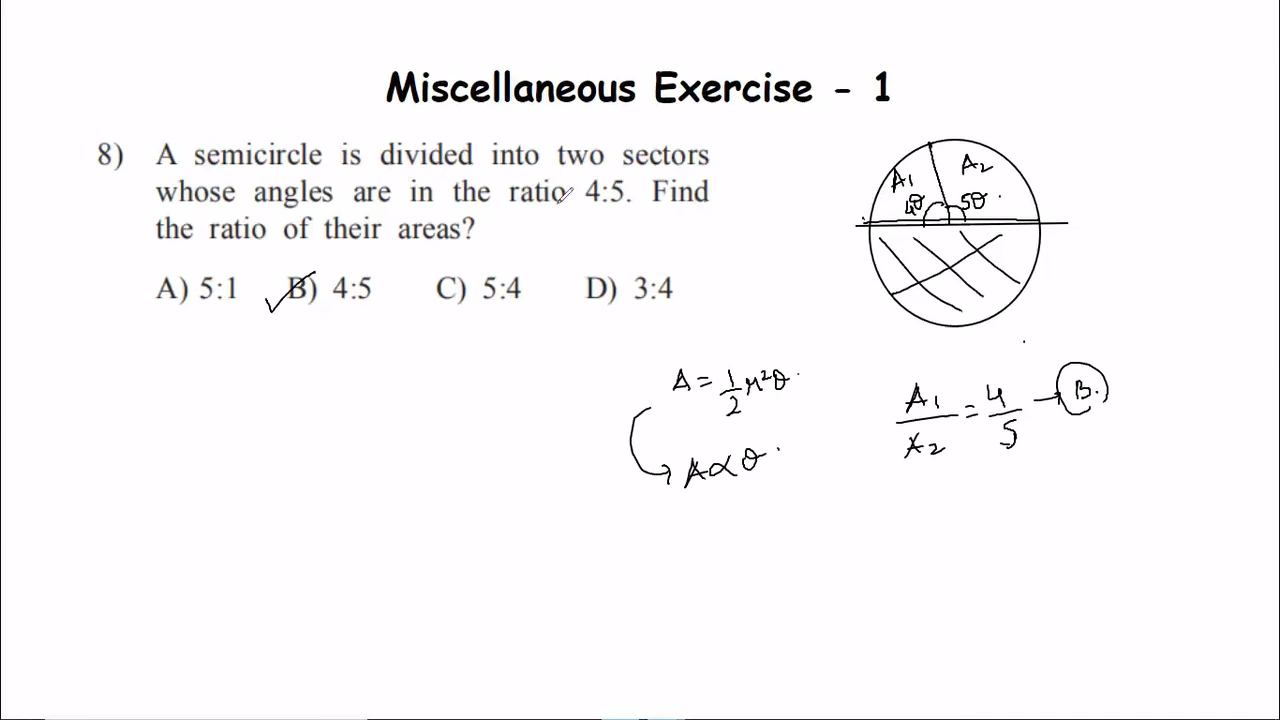 Miscellaneous Exercise - 1
8) A semicircle is divided into two sectors
whose angles are in the ratio 4:5. Find
the ratio of their areas?
A) 5:1 B) 4:5 C) 5:4 D) 3:4
A1 A2
4θ 5θ
A = 1/2 r²θ
A ∝ θ
A1/A2 = 4/5 → B.